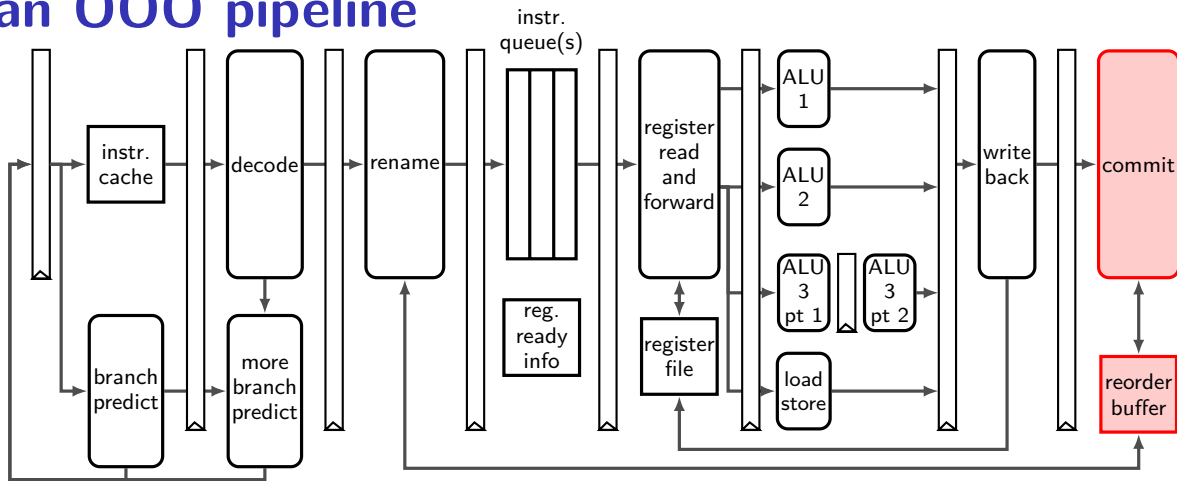 an OOO pipeline
instr.
queue(s)
instr.
cache
branch
predict
decode
more
branch
predict
rename
reg.
ready
info
register
read
and
forward
register
file
ALU
1
ALU
2
ALU
3
pt 1
ALU
3
pt 2
load
store
write
back
commit
reorder
buffer